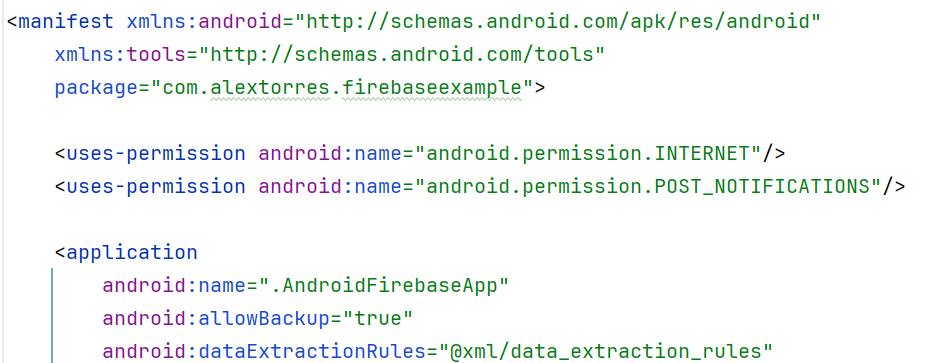 <manifest xmlns:android="http://schemas.android.com/apk/res/android"
xmlns:tools="http://schemas.android.com/tools"
package="com.alextorres.firebaseexample">
<uses-permission android:name="android.permission.INTERNET"/>
<uses-permission android:name="android.permission.POST_NOTIFICATIONS"/>
<application
android:name=".AndroidFirebaseApp"
android:allowBackup="true"
android:dataExtractionRules="@xml/data_extraction_rules"